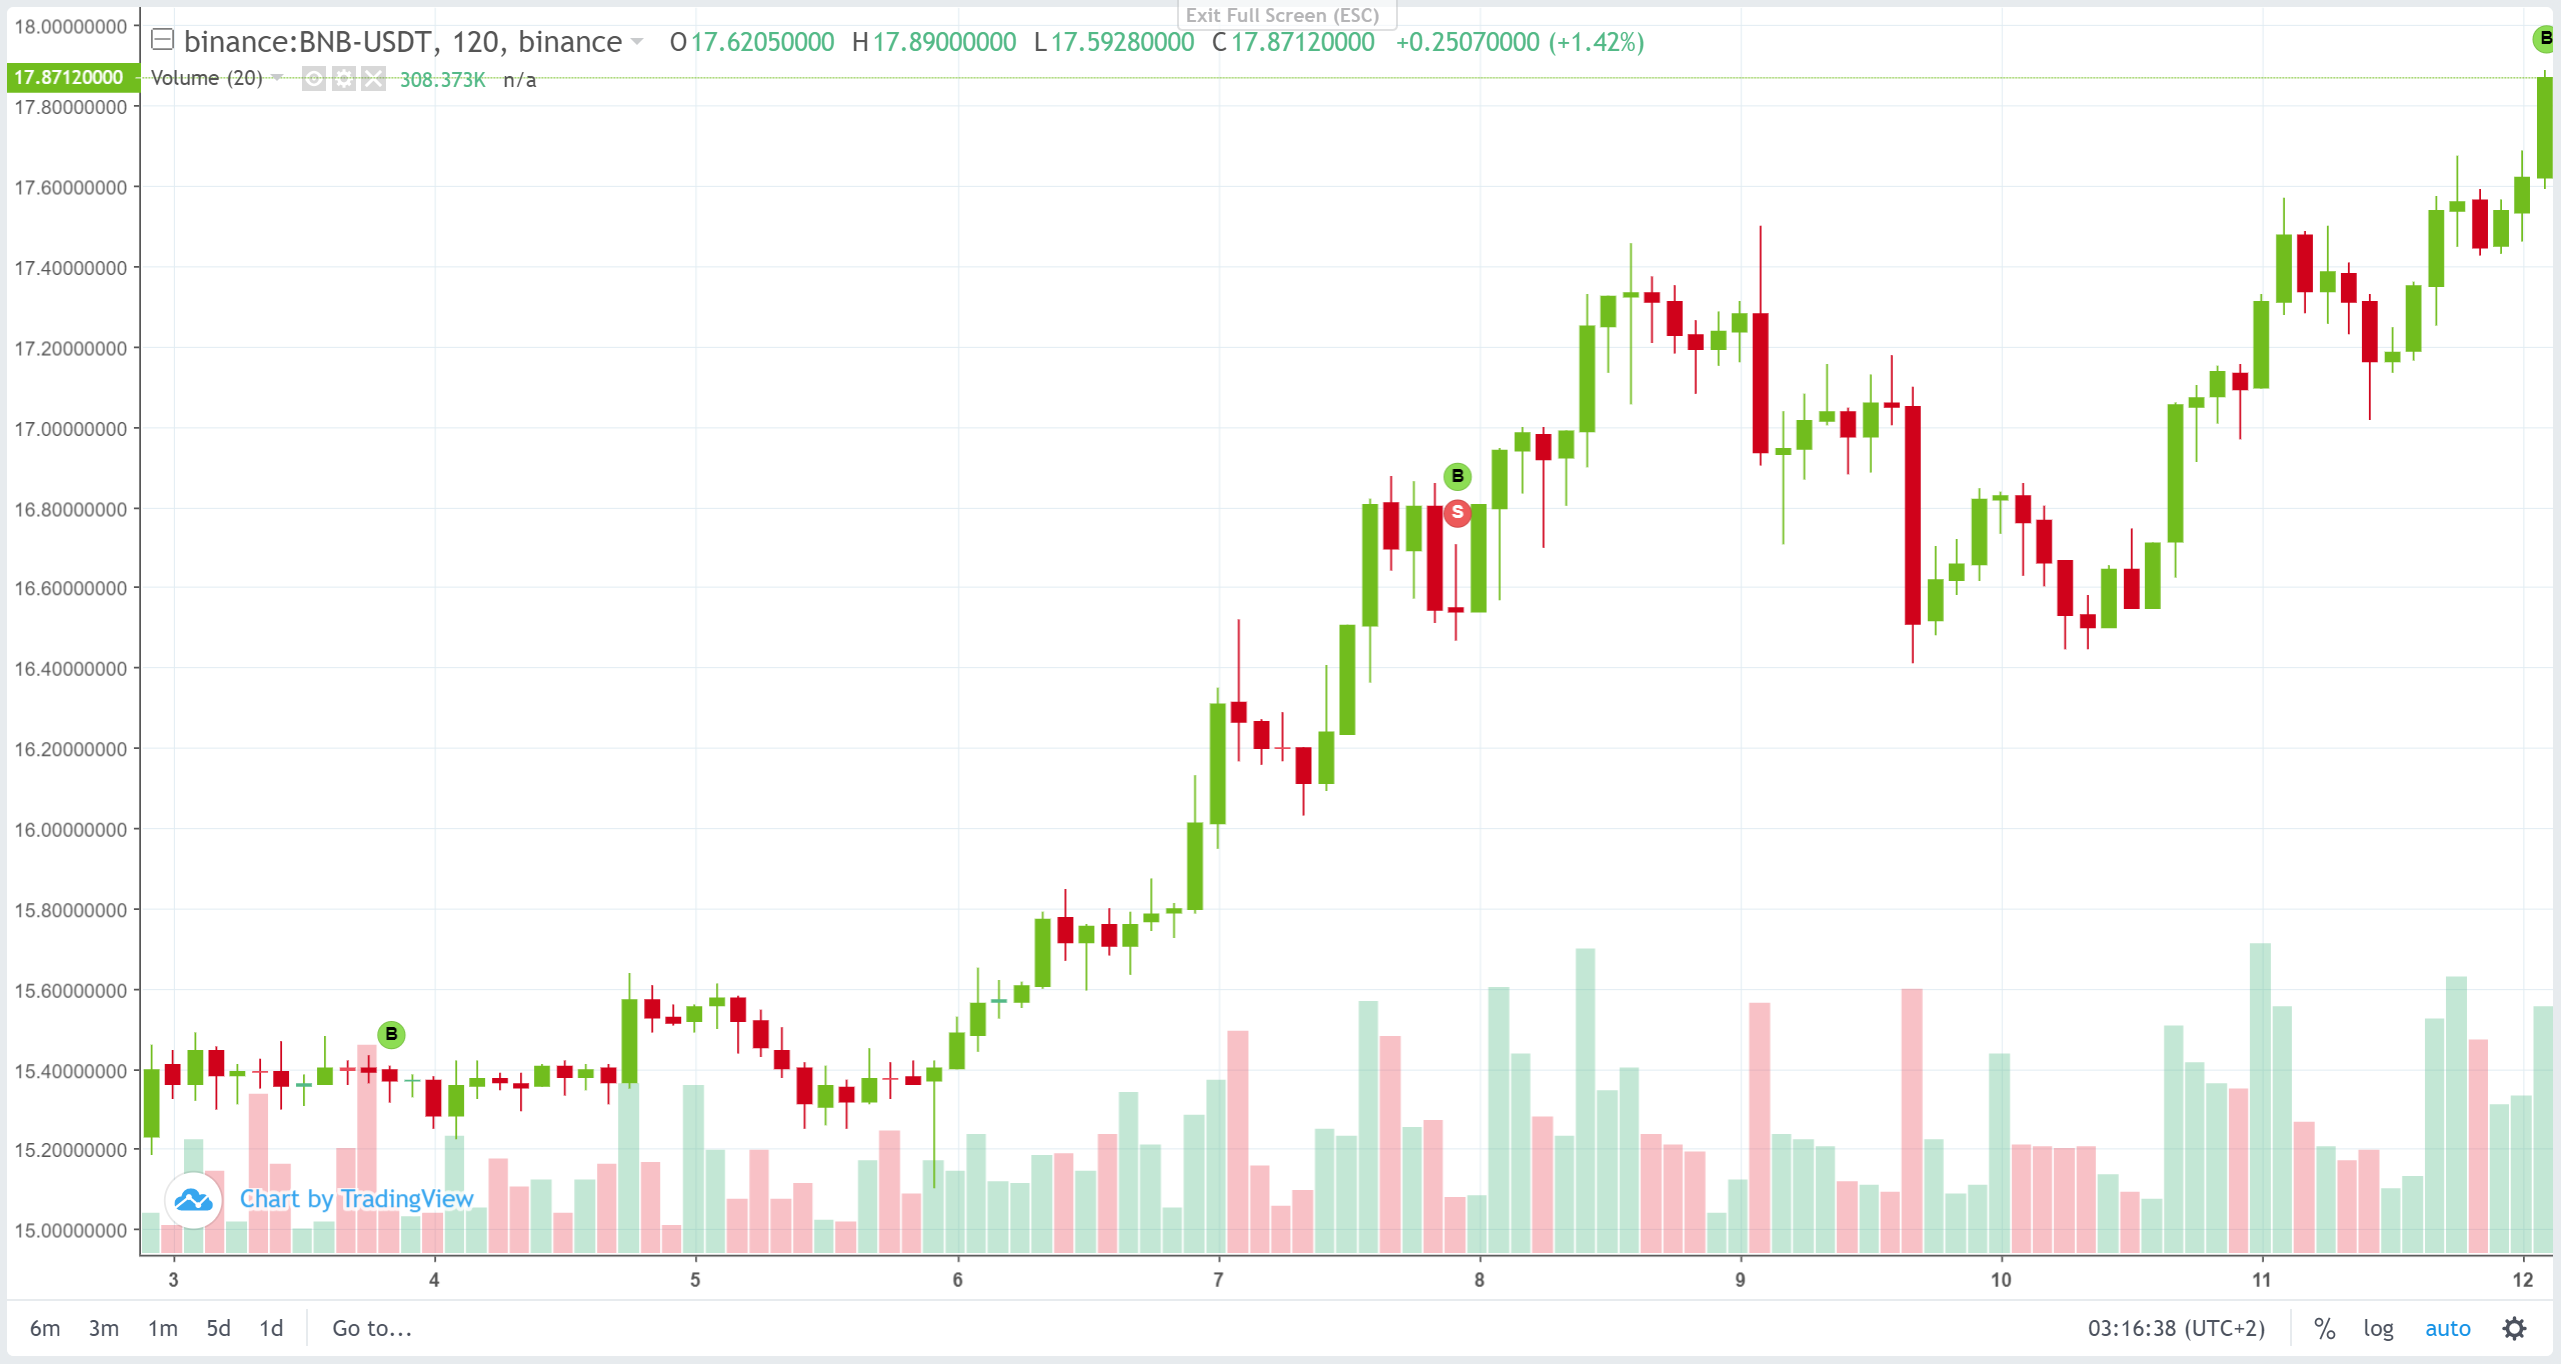 Exit Full Screen (ESC)
binance:BNB-USDT, 120, binance O17.62050000 H17.89000000 L17.59280000 C17.87120000 +0.25070000 (+1.42%)
Volume (20) 308.373K n/a
18.00000000
17.87120000
17.80000000
17.60000000
17.40000000
17.20000000
17.00000000
16.80000000
16.60000000
16.40000000
16.20000000
16.00000000
15.80000000
15.60000000
15.40000000
15.20000000
15.00000000
B
B
S
B
Chart by TradingView
3 4 5 6 7 8 9 10 11 12
6m 3m 1m 5d 1d Go to... 03:16:38 (UTC+2) % log auto